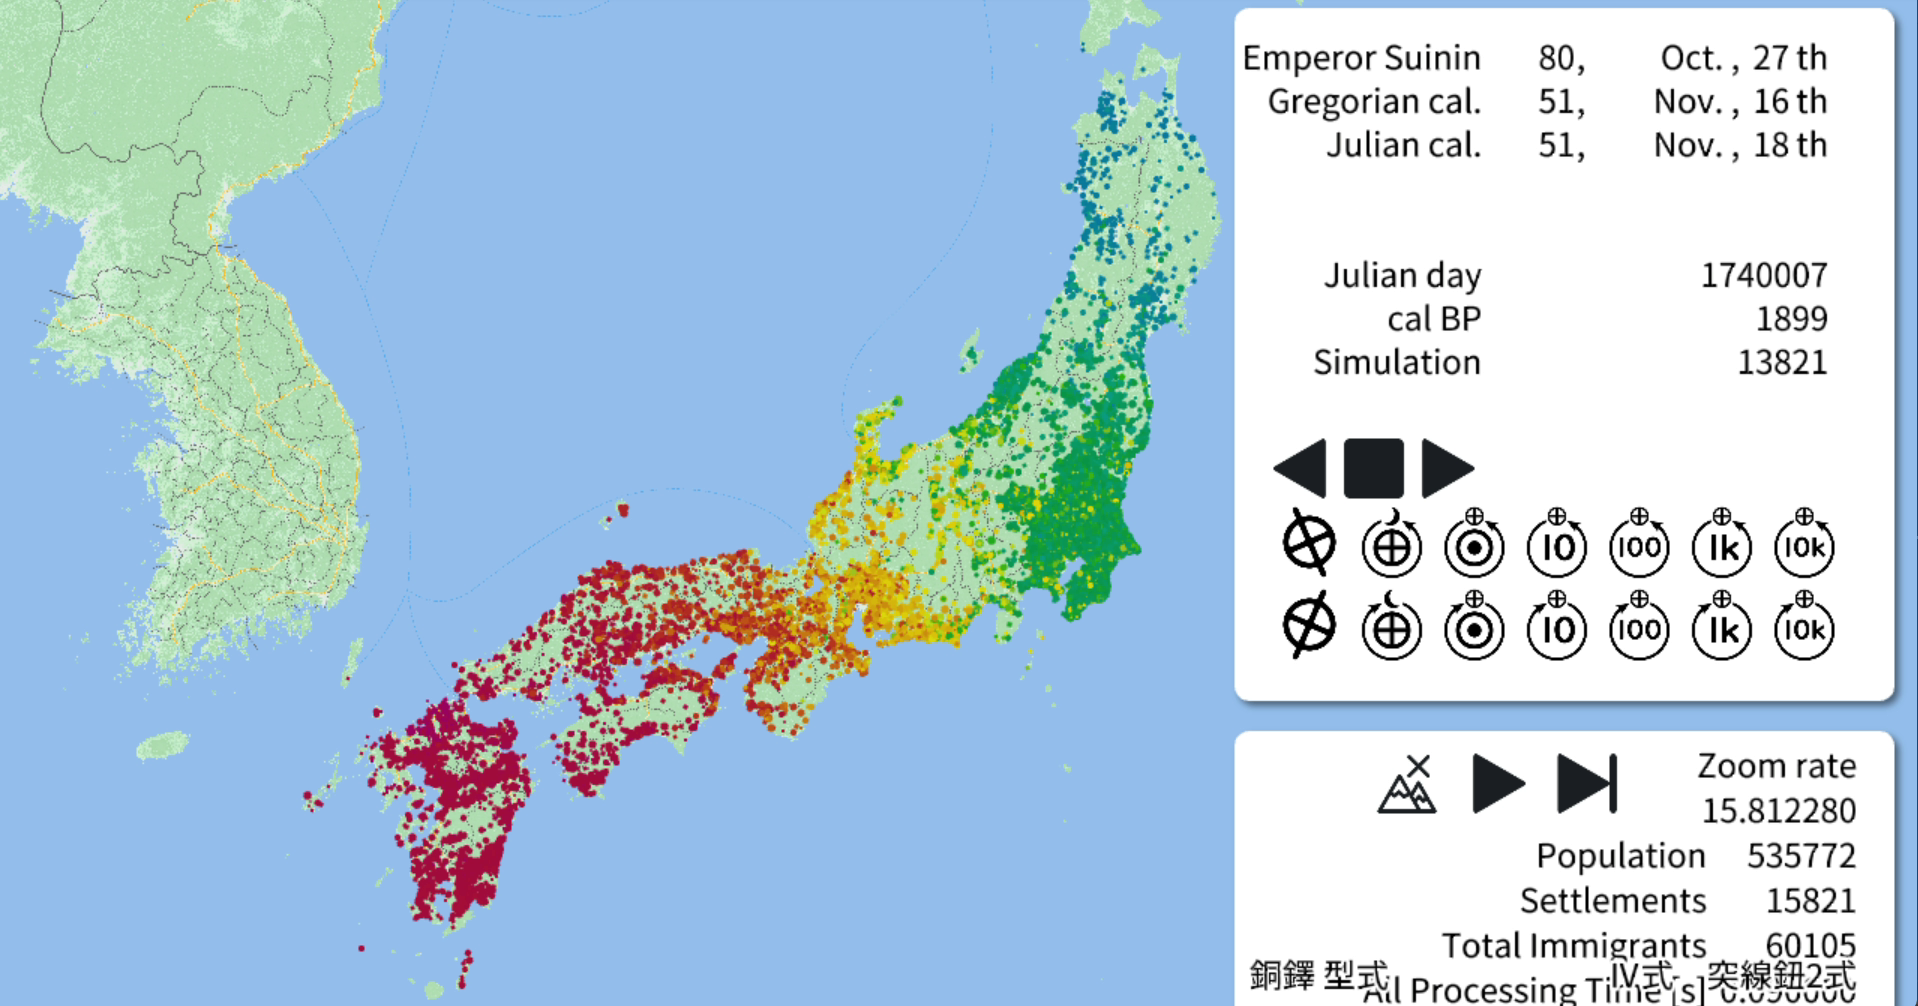 Emperor Suinin 80, Oct., 27 th
Gregorian cal. 51, Nov., 16 th
Julian cal. 51, Nov., 18 th
Julian day 1740007
cal BP 1899
Simulation 13821
10 100 1k 10k
10 100 1k 10k
Zoom rate
15.812280
Population 535772
Settlements 15821
Total Immigrants 60105
銅鐸 型式 Ⅳ式 突線鈕2式
All Processing Time [s]